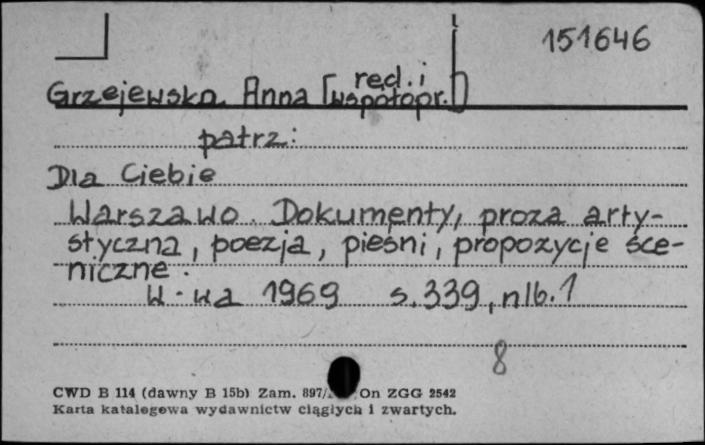 151646
Grzejewska Anna [red. i współopr.]
patrz:
Dla Ciebie
Warszawo. Dokumenty, proza arty-
styczna, poezja, pieśni, propozycje sce-
niczne.
W-wa 1969 s. 339, nlb. 1
8
CWD B 114 (dawny B 15b) Zam. 897/ On ZGG 2542
Karta katalogowa wydawnictw ciągłych i zwartych.